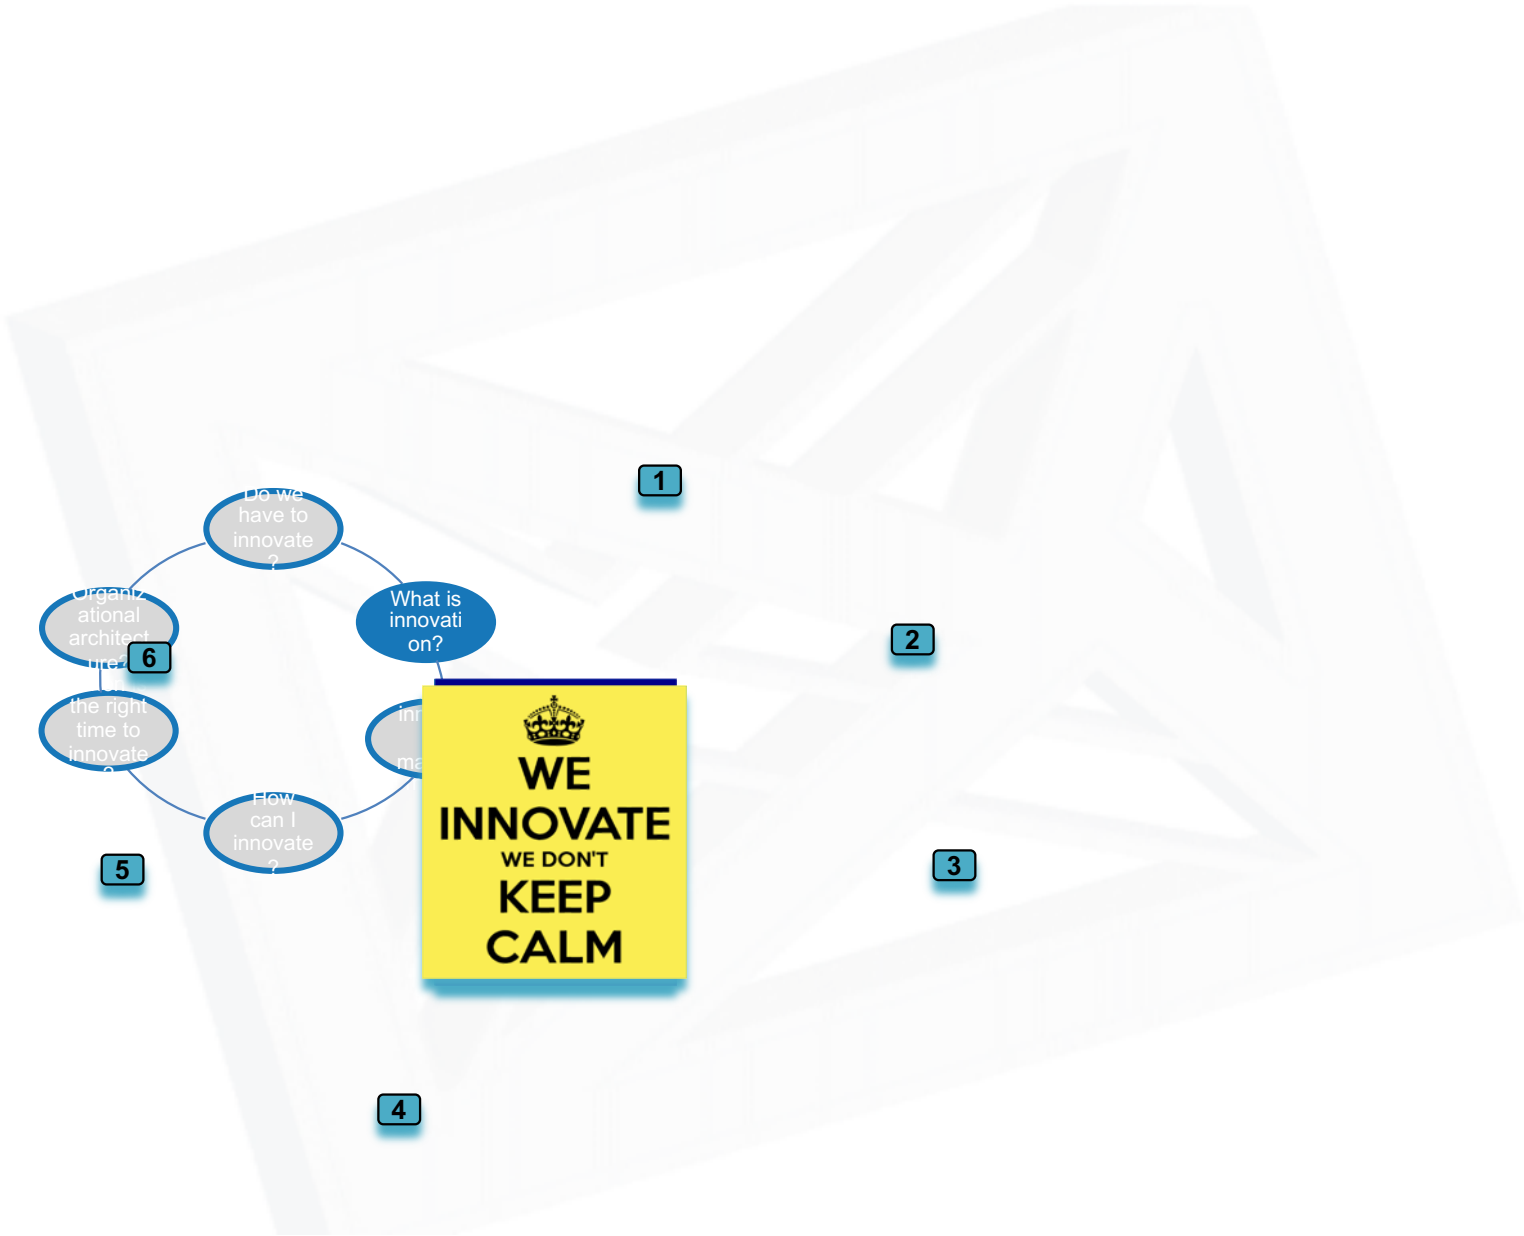 1
Do we
have to
innovate
?
What is
innovati
on?
2
Organiz
ational
architect
ure?
6
the right
time to
innovate
?
How
can I
innovate
?
5
WE
INNOVATE
WE DON'T
KEEP
CALM
3
4